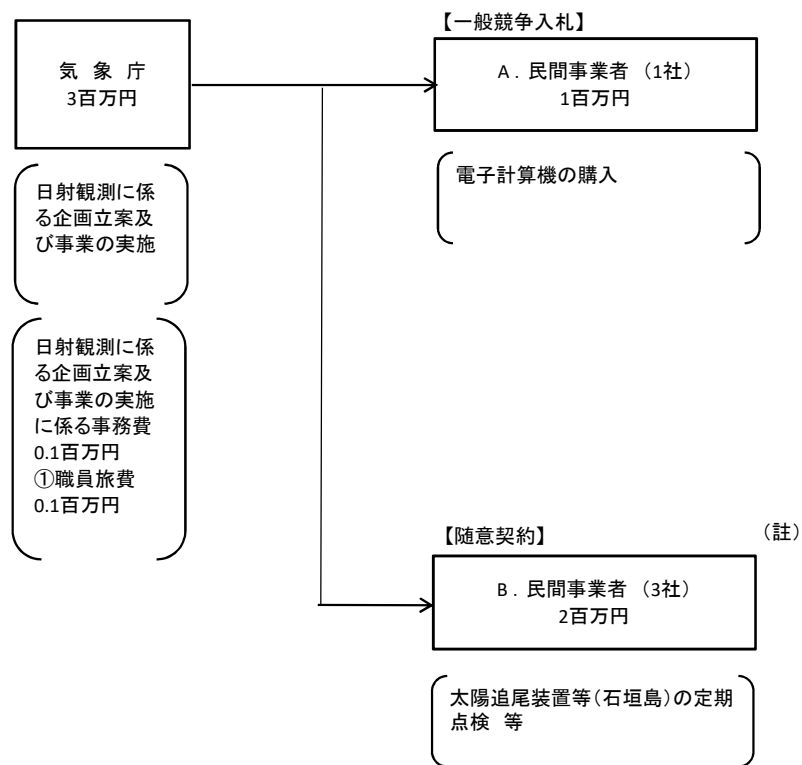 気 象 庁
3百万円
日射観測に係
る企画立案及
び事業の実施
日射観測に係
る企画立案及
び事業の実施
に係る事務費
0.1百万円
①職員旅費
0.1百万円
【一般競争入札】
A．民間事業者 （1社）
1百万円
電子計算機の購入
【随意契約】
（註）
B．民間事業者 （3社）
2百万円
太陽追尾装置等(石垣島)の定期
点検 等